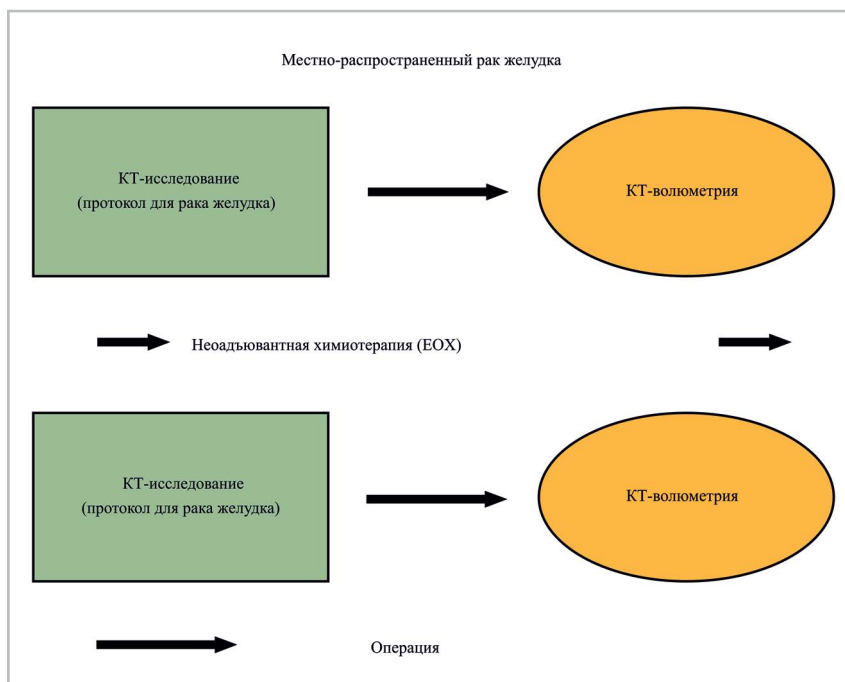 Местно-распространенный рак желудка
КТ-исследование
(протокол для рака желудка)
КТ-волюметрия
Неоадъювантная химиотерапия (EOX)
КТ-исследование
(протокол для рака желудка)
КТ-волюметрия
Операция